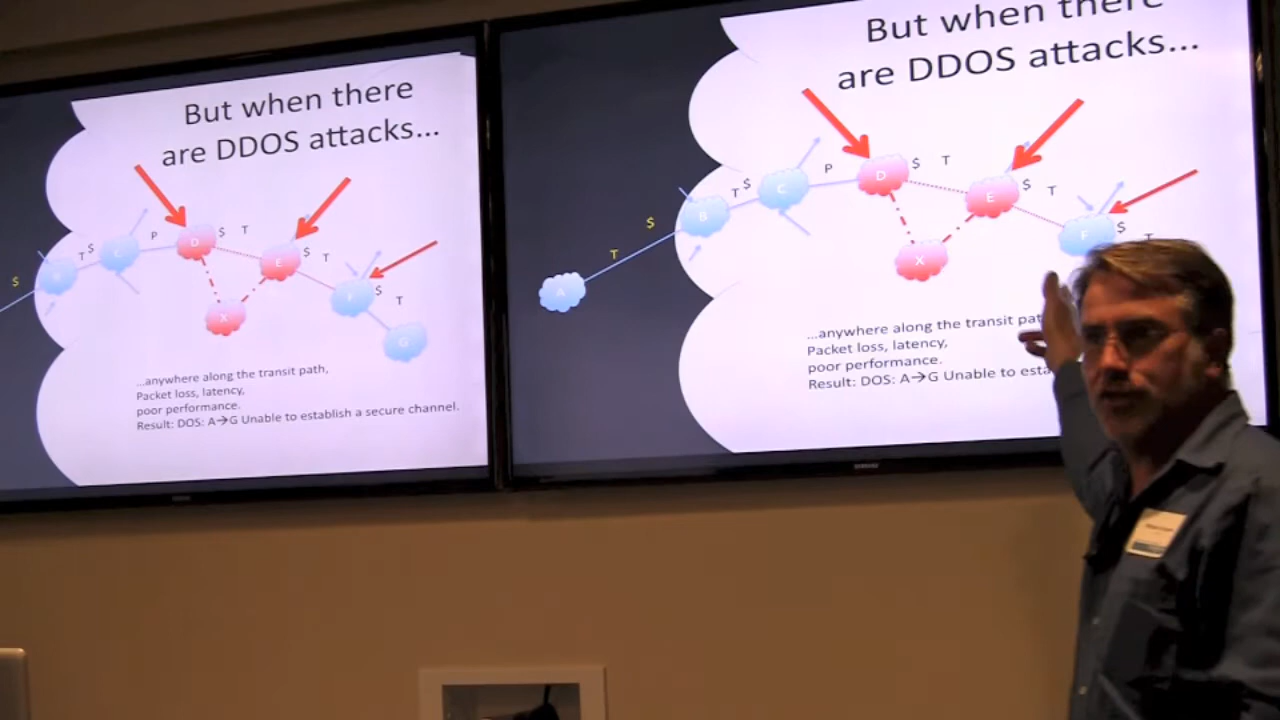 But when there
are DDOS attacks...
$
T
$
C
P
D
$
T
E
$
T
F
$
T
X
G
...anywhere along the transit path,
Packet loss, latency,
poor performance.
Result: DOS: A→G Unable to establish a secure channel.
But when there
are DDOS attacks...
A
T
$
B
T
$
C
P
D
$
T
E
$
T
F
$
T
X
...anywhere along the transit pat
Packet loss, latency,
poor performance.
Result: DOS: A→G Unable to esta
SAMSUNG